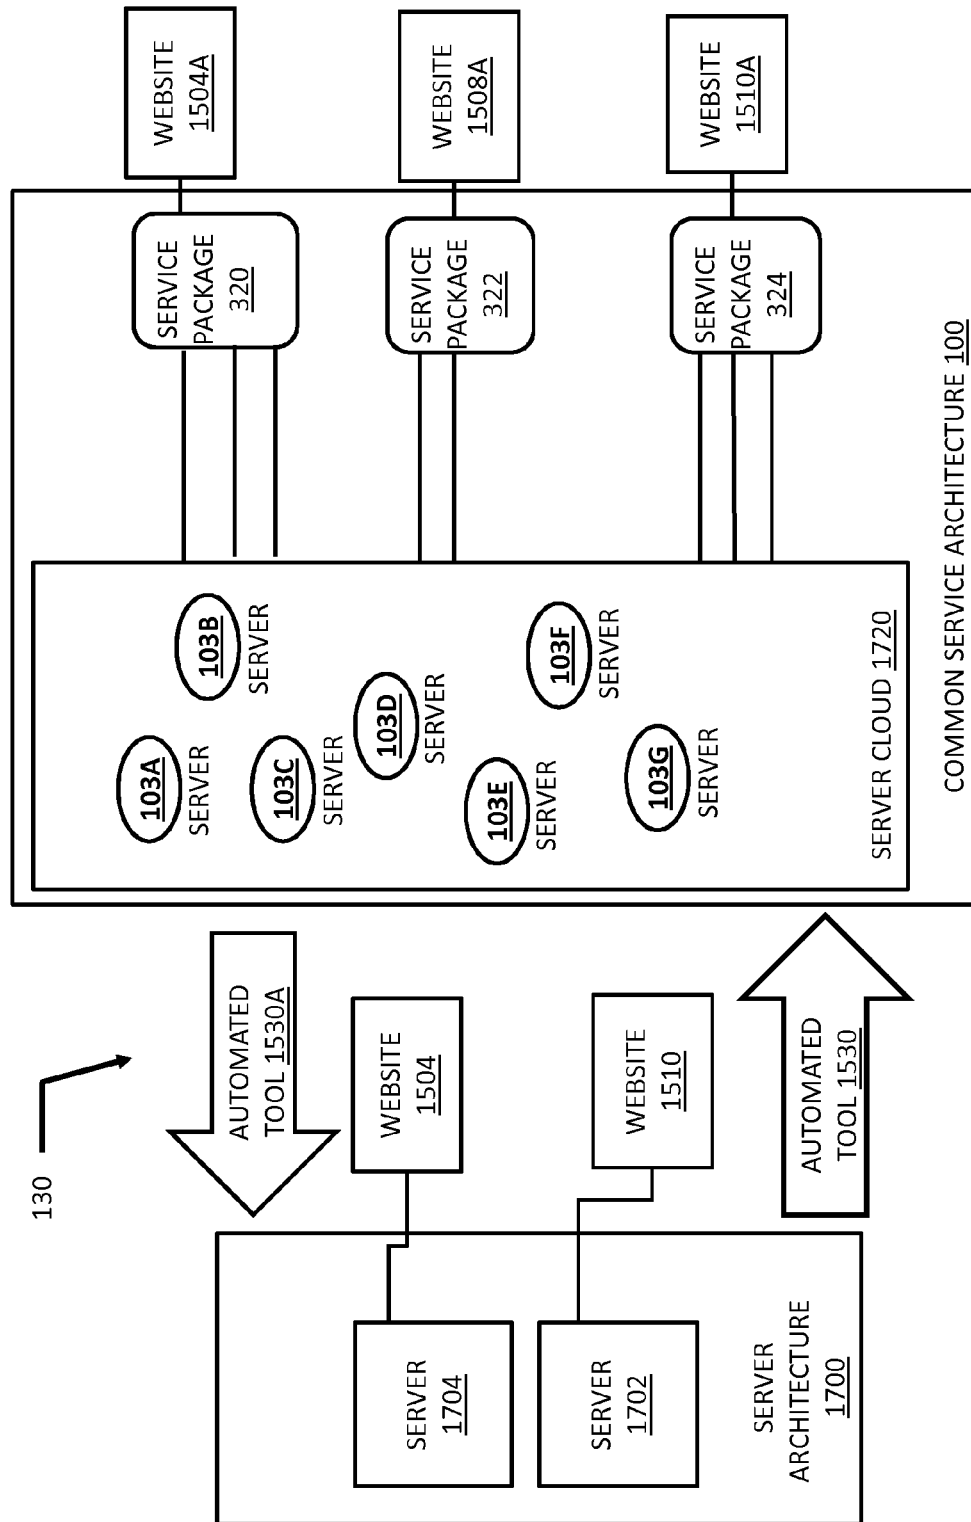 130
SERVER
1704
SERVER
1702
SERVER
ARCHITECTURE
1700
WEBSITE
1504
WEBSITE
1510
AUTOMATED
TOOL 1530A
AUTOMATED
TOOL 1530
103A
SERVER
103B
SERVER
103C
SERVER
103D
SERVER
103E
SERVER
103F
SERVER
103G
SERVER
SERVER CLOUD 1720
SERVICE
PACKAGE
320
SERVICE
PACKAGE
322
SERVICE
PACKAGE
324
COMMON SERVICE ARCHITECTURE 100
WEBSITE
1504A
WEBSITE
1508A
WEBSITE
1510A